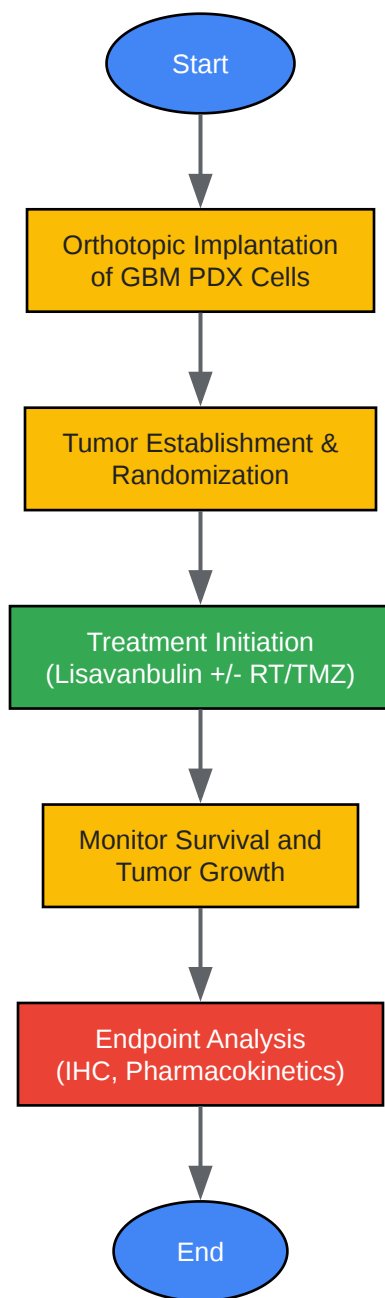 Start
Orthotopic Implantation
of GBM PDX Cells
Tumor Establishment &
Randomization
Treatment Initiation
(Lisavanbulin +/- RT/TMZ)
Monitor Survival and
Tumor Growth
Endpoint Analysis
(IHC, Pharmacokinetics)
End